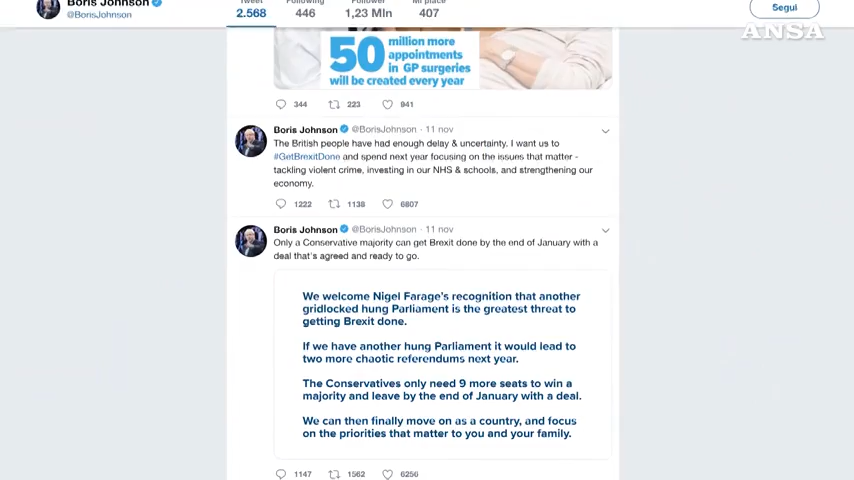 Boris Johnson
@BorisJohnson
Tweet Following Follower Mi piace
2.568 446 1,23 Mln 407
Segui
ANSA
50 million more
appointments
in GP surgeries
will be created every year
344 223 941
Boris Johnson @BorisJohnson · 11 nov
The British people have had enough delay & uncertainty. I want us to
#GetBrexitDone and spend next year focusing on the issues that matter -
tackling violent crime, investing in our NHS & schools, and strengthening our
economy.
1222 1138 6807
Boris Johnson @BorisJohnson · 11 nov
Only a Conservative majority can get Brexit done by the end of January with a
deal that's agreed and ready to go.
We welcome Nigel Farage's recognition that another
gridlocked hung Parliament is the greatest threat to
getting Brexit done.
If we have another hung Parliament it would lead to
two more chaotic referendums next year.
The Conservatives only need 9 more seats to win a
majority and leave by the end of January with a deal.
We can then finally move on as a country, and focus
on the priorities that matter to you and your family.
1147 1562 6256